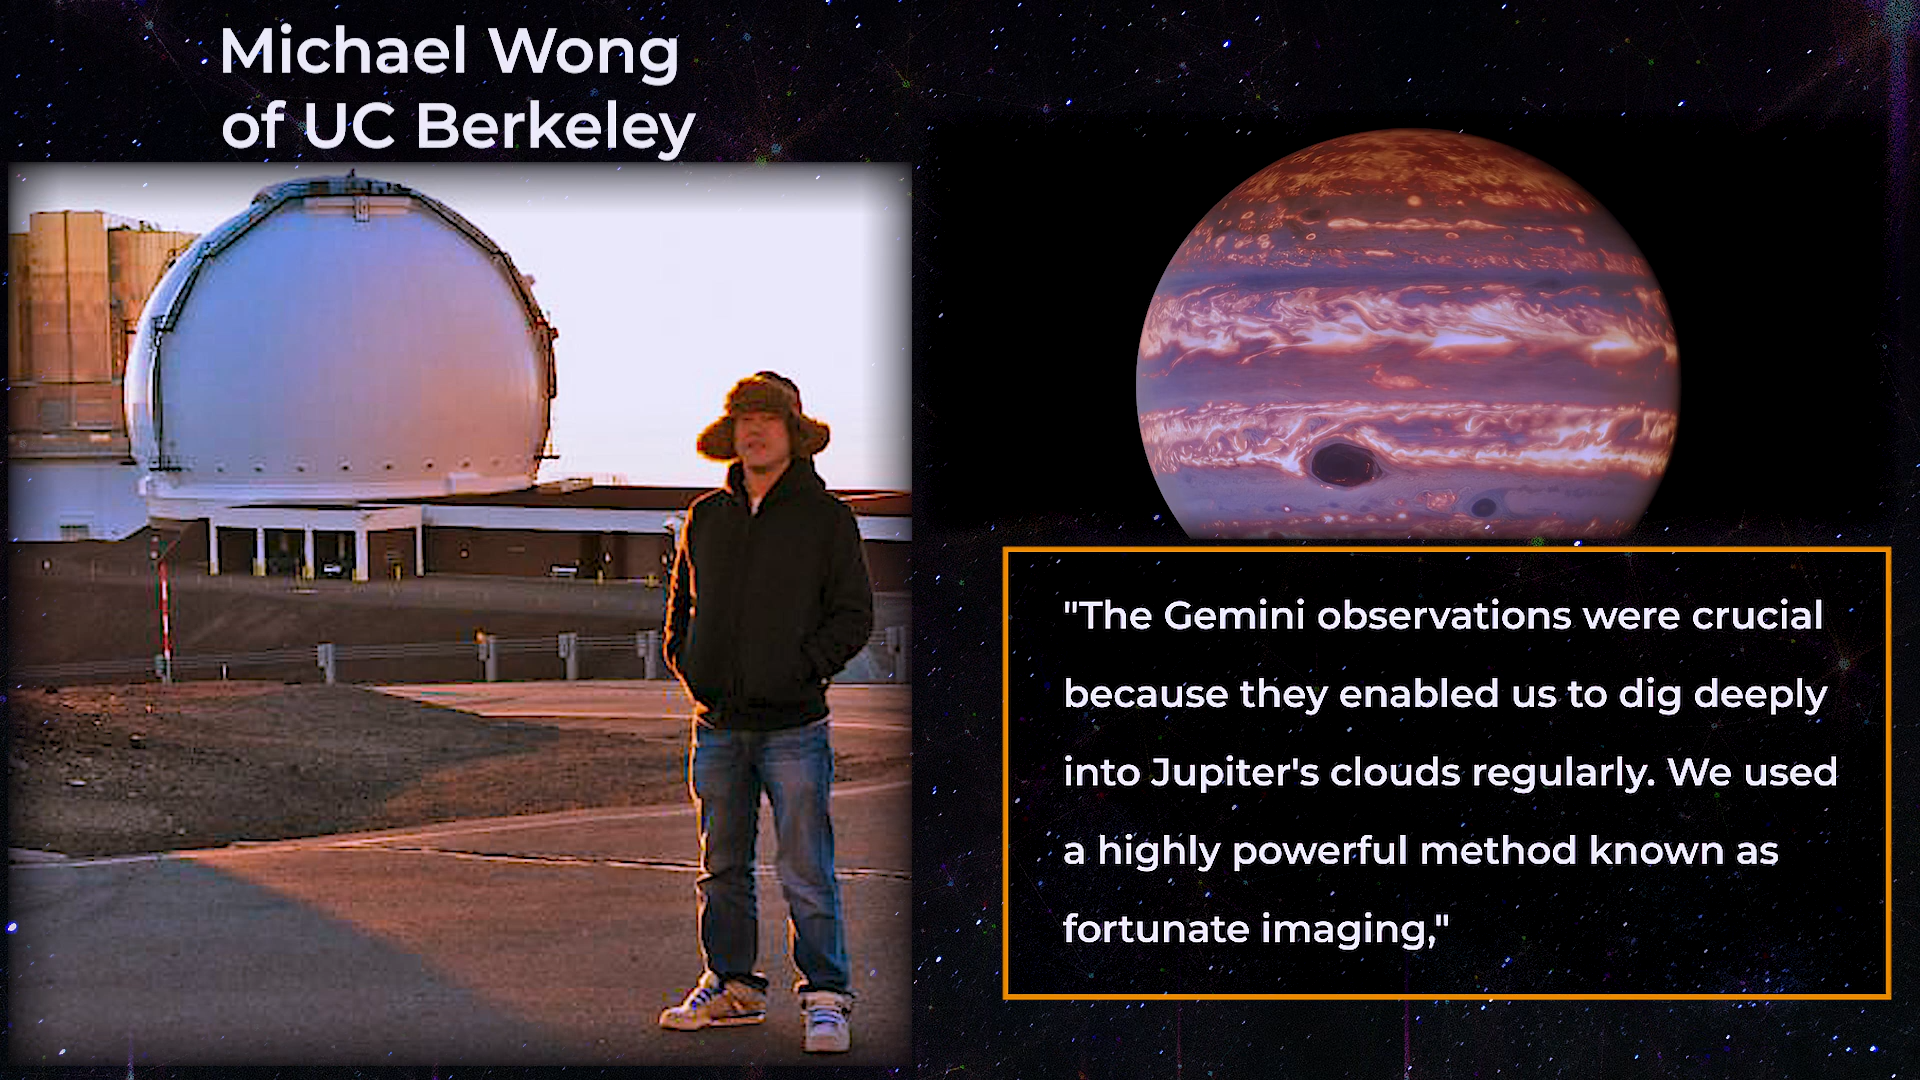 Michael Wong
of UC Berkeley
"The Gemini observations were crucial
because they enabled us to dig deeply
into Jupiter's clouds regularly. We used
a highly powerful method known as
fortunate imaging,"